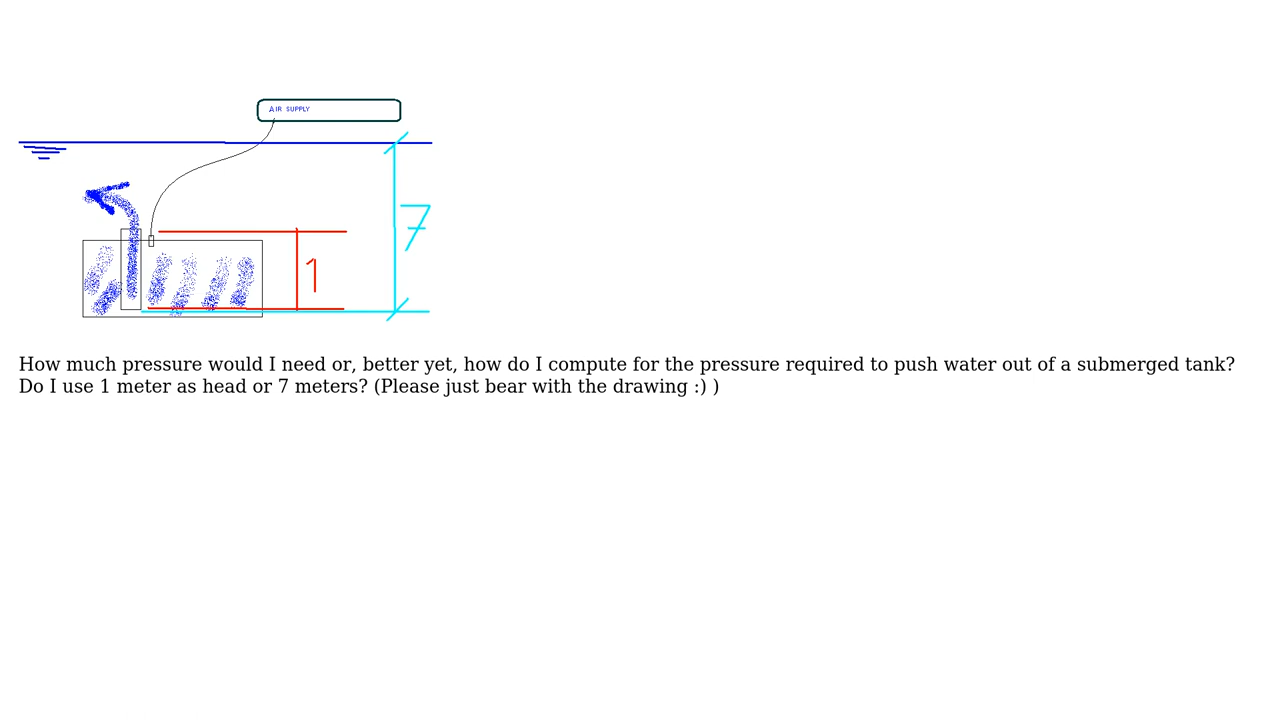 AIR SUPPLY
7
1
How much pressure would I need or, better yet, how do I compute for the pressure required to push water out of a submerged tank?
Do I use 1 meter as head or 7 meters? (Please just bear with the drawing :) )